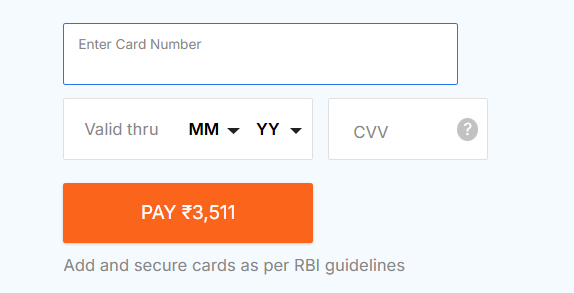 Enter Card Number
Valid thru MM YY CVV ?
PAY ₹3,511
Add and secure cards as per RBI guidelines